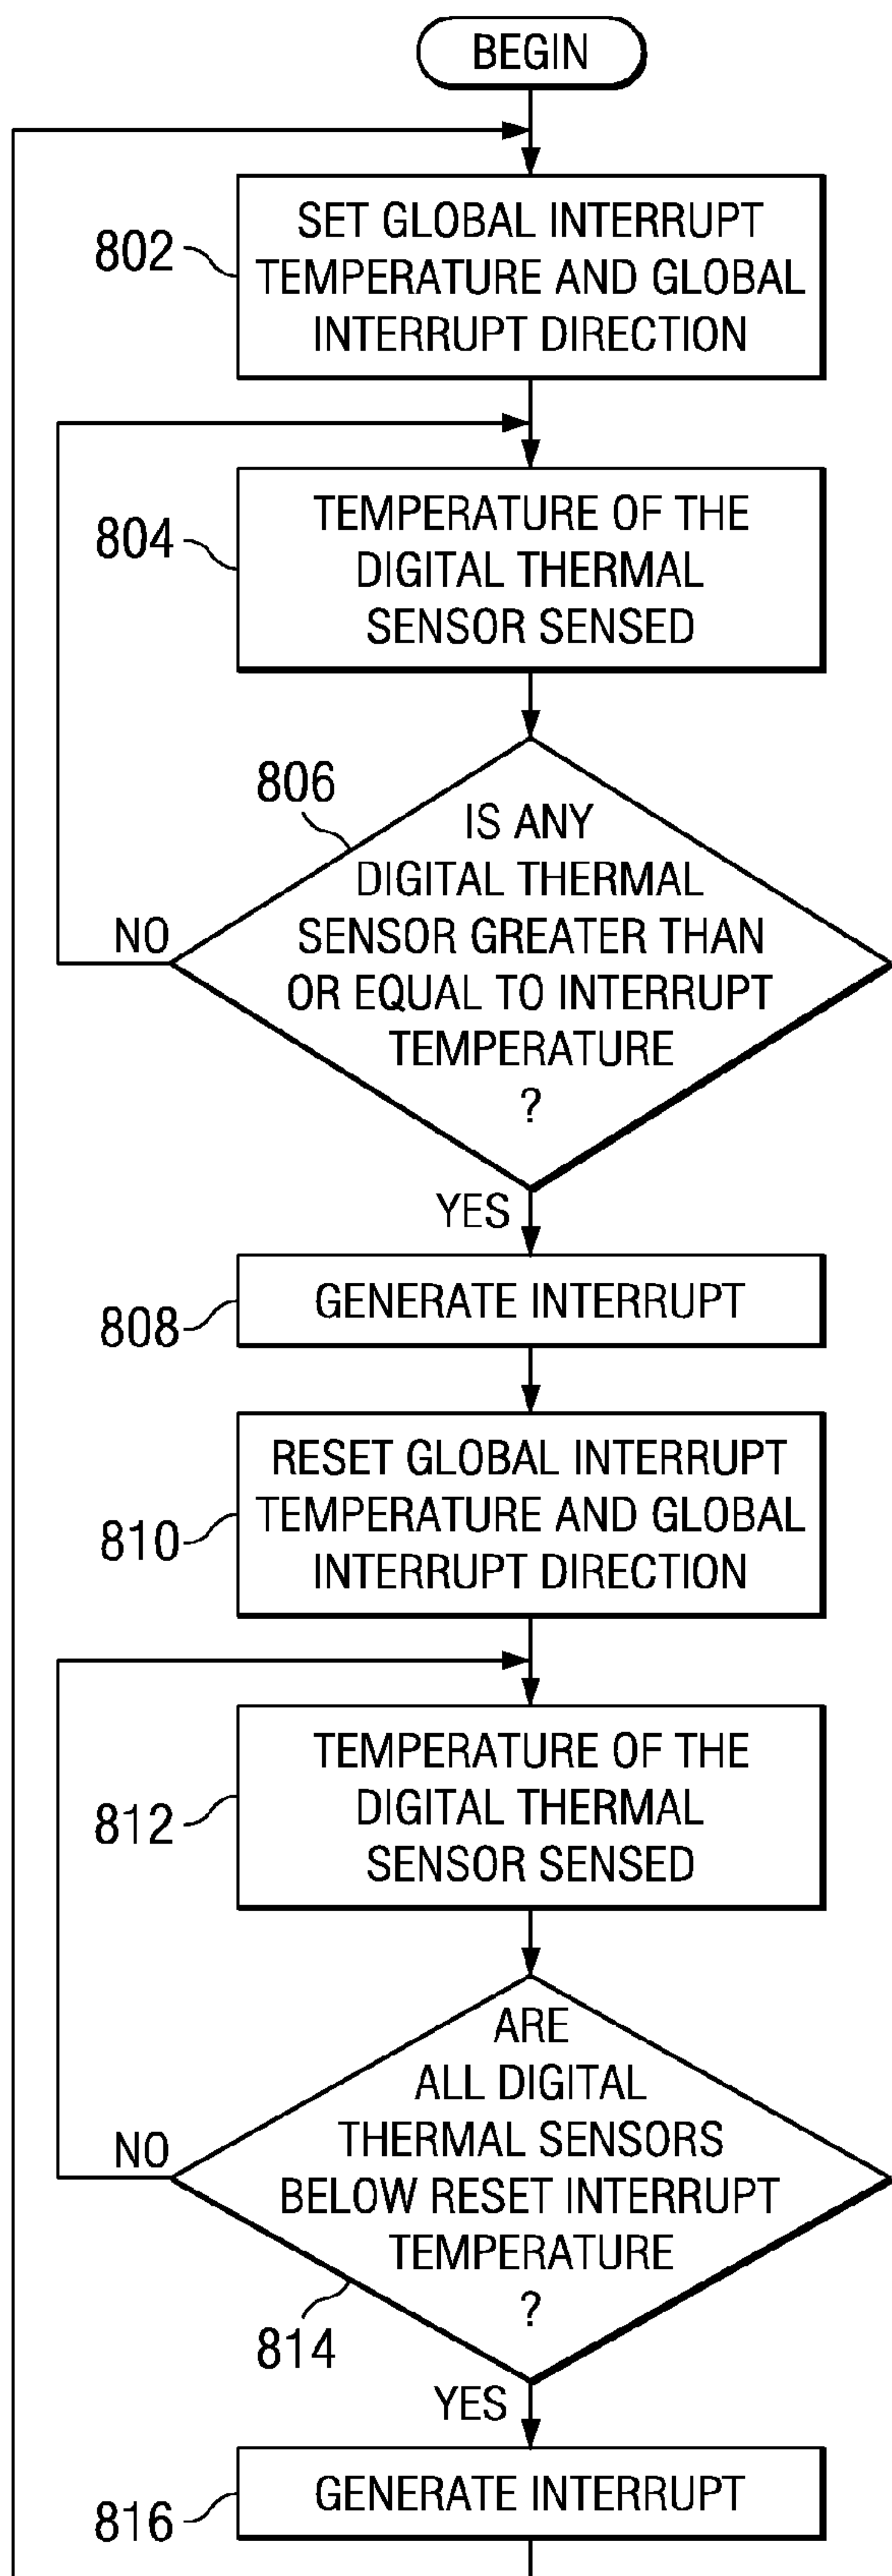 BEGIN
802
SET GLOBAL INTERRUPT
TEMPERATURE AND GLOBAL
INTERRUPT DIRECTION
804
TEMPERATURE OF THE
DIGITAL THERMAL
SENSOR SENSED
806
IS ANY
DIGITAL THERMAL
SENSOR GREATER THAN
OR EQUAL TO INTERRUPT
TEMPERATURE
?
NO
YES
808
GENERATE INTERRUPT
810
RESET GLOBAL INTERRUPT
TEMPERATURE AND GLOBAL
INTERRUPT DIRECTION
812
TEMPERATURE OF THE
DIGITAL THERMAL
SENSOR SENSED
ARE
ALL DIGITAL
THERMAL SENSORS
BELOW RESET INTERRUPT
TEMPERATURE
?
NO
814
YES
816
GENERATE INTERRUPT